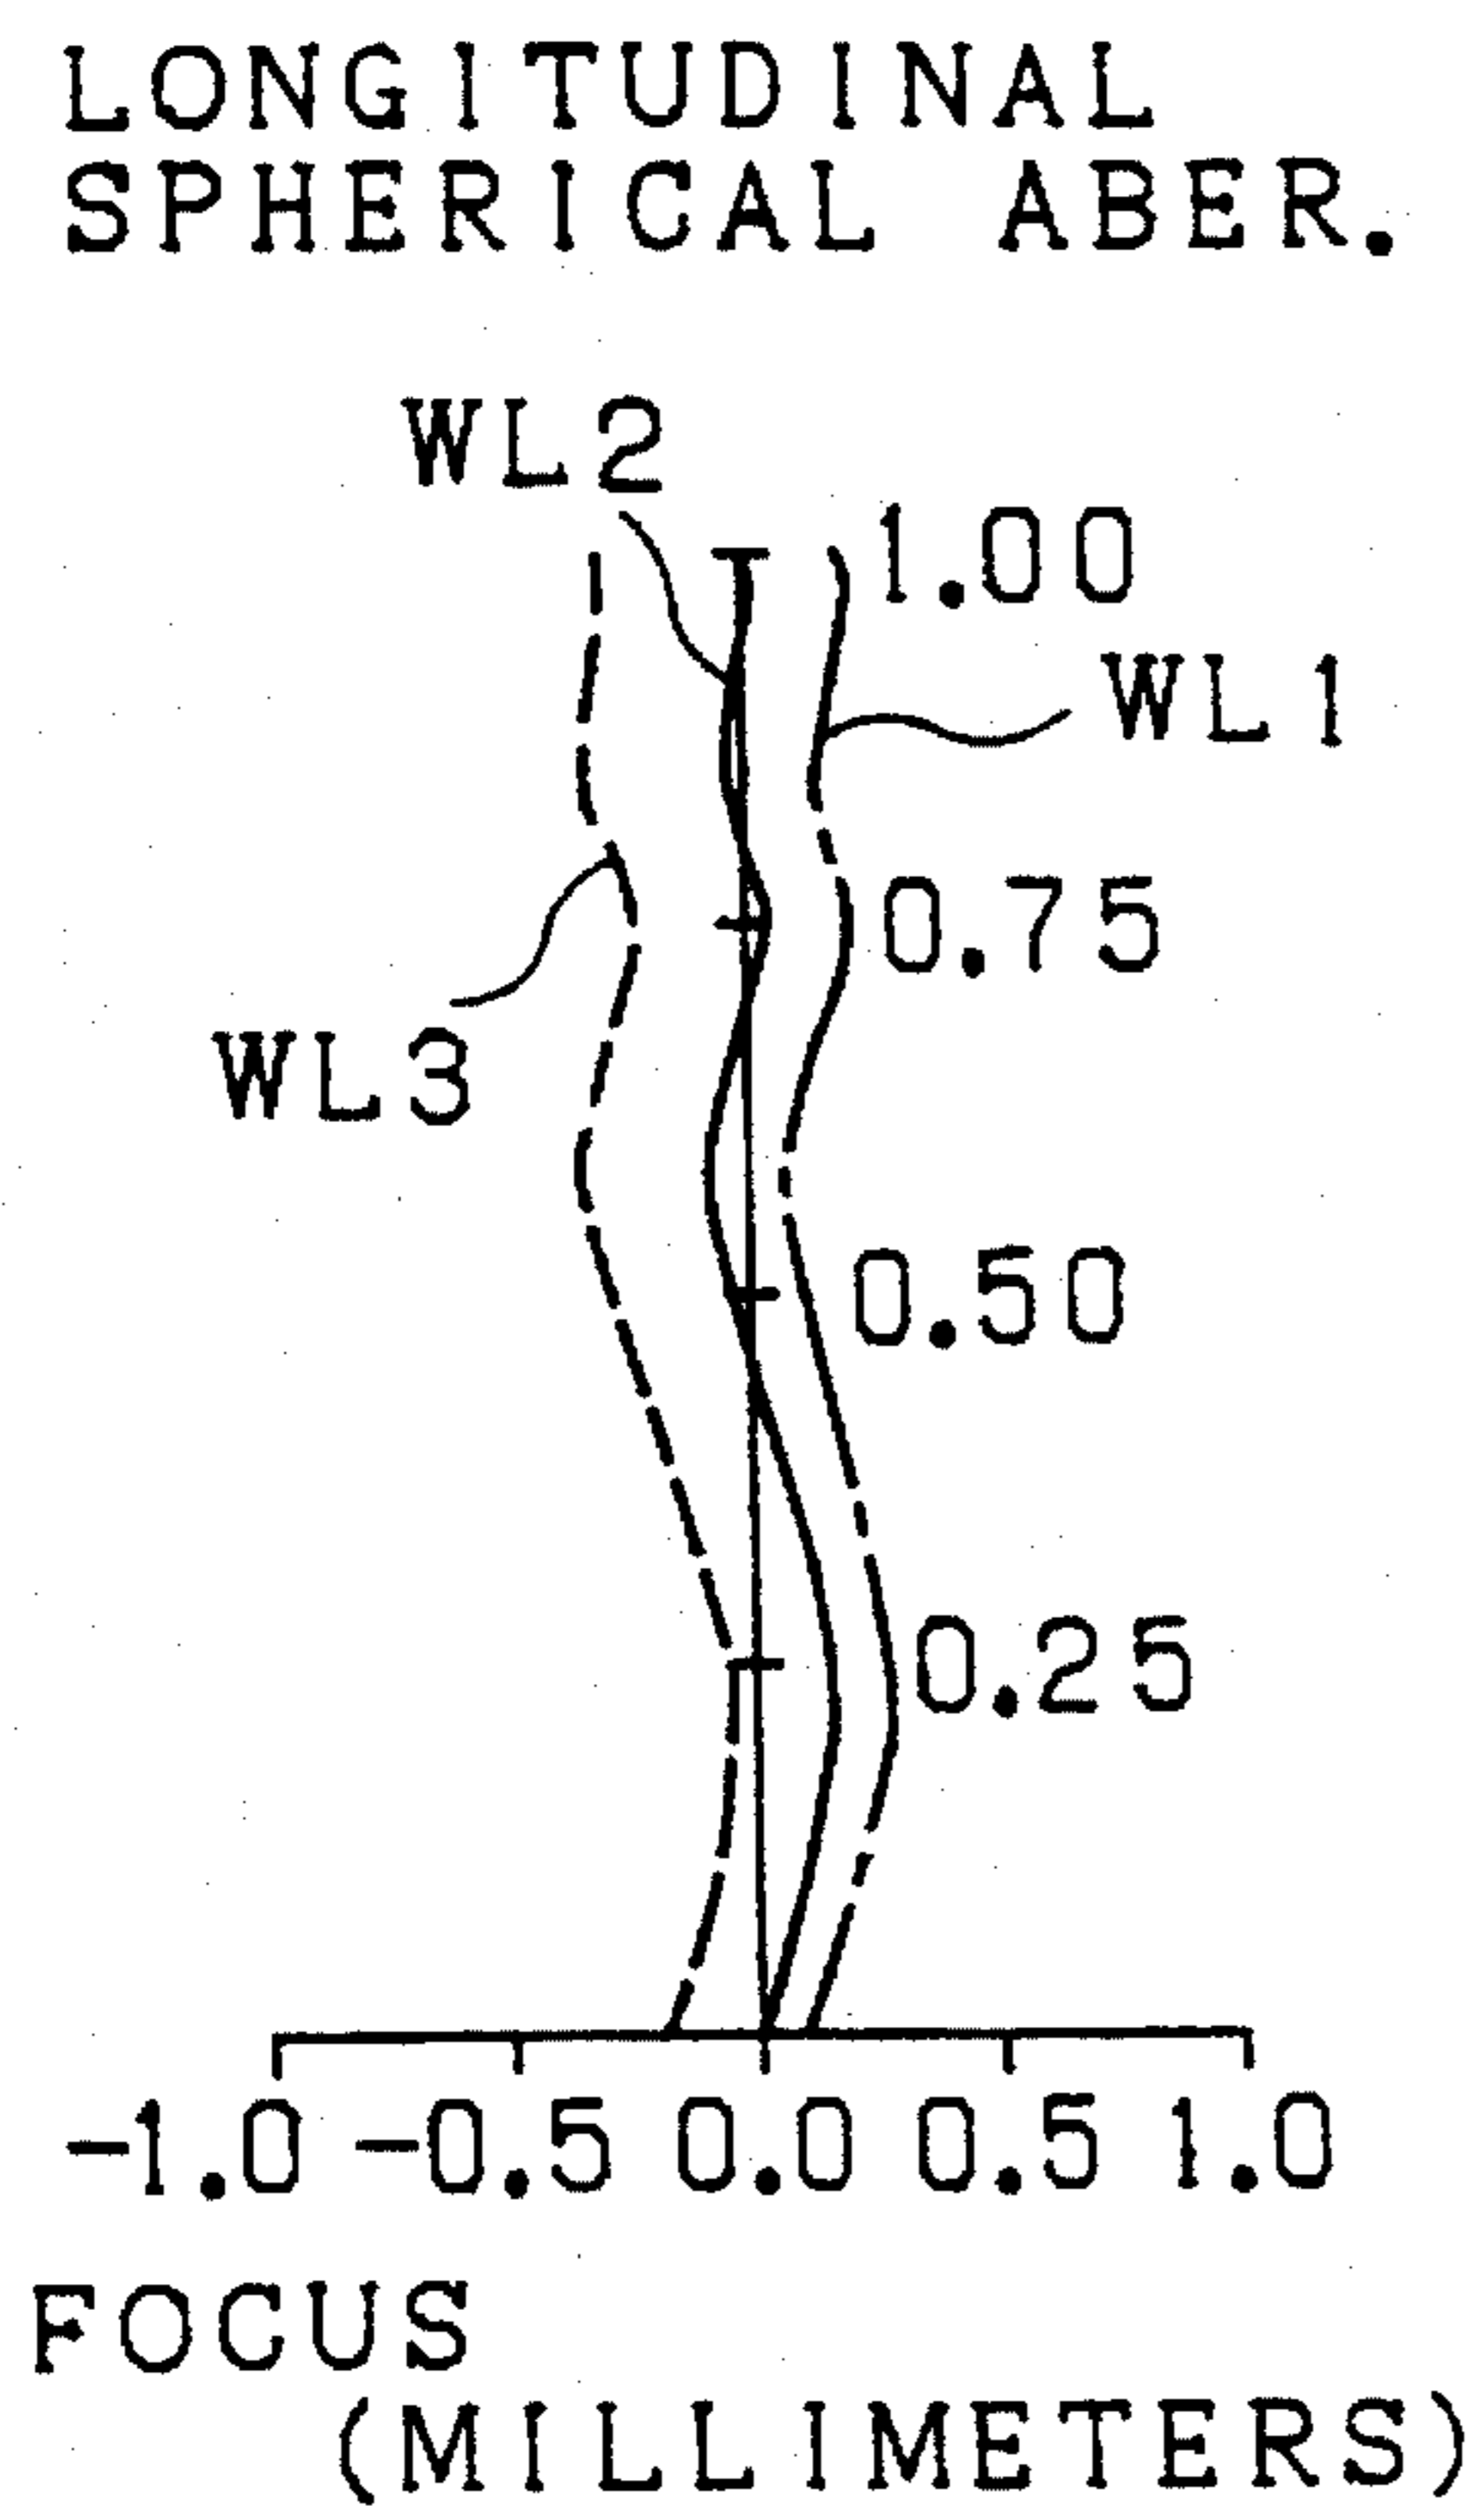 LONGITUDINAL
SPHERICAL ABER.
WL2
1.00
WL1
0.75
WL3
0.50
0.25
-1.0 -0.5 0.0 0.5 1.0
FOCUS
(MILLIMETERS)